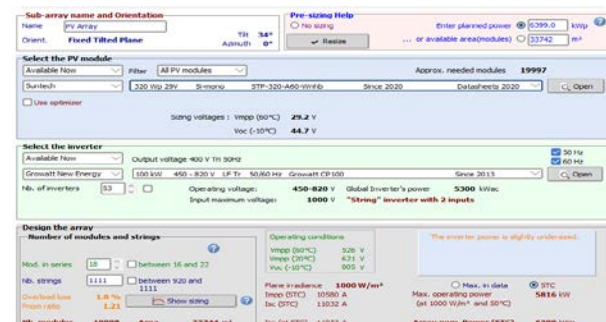 Sub-array name and Orientation
Name PV Array
Orient. Fixed Tilted Plane
Tilt 34°
Azimuth 0°
Pre-sizing Help
No sizing
Resize
Enter planned power 6399.0 kWp
... or available area(modules) 33742 m²
Select the PV module
Available Now Filter All PV modules
Approx. needed modules 19997
Suntech 320 Wp 29V Si-mono STP-320-A60-Wnhb Since 2020 Datasheets 2020 Open
Use optimizer
Sizing voltages : Vmpp (60°C) 29.2 V
Voc (-10°C) 44.7 V
Select the inverter
Available Now Output voltage 400 V Tri 50Hz
50 Hz
60 Hz
Growatt New Energy 100 kW 450 - 820 V LF Tr 50/60 Hz Growatt CP100 Since 2013 Open
Nb. of inverters 53
Operating voltage: 450-820 V Global Inverter's power 5300 kWac
Input maximum voltage: 1000 V "String" inverter with 2 inputs
Design the array
Number of modules and strings
Mod. in series 18 between 16 and 22
Nb. strings 1111 between 920 and 1111
Overload loss 1.8 %
Pnom ratio 1.21
Show sizing
Operating conditions
Vmpp (60°C) 526 V
Vmpp (20°C) 621 V
Voc (-10°C) 805 V
Plane irradiance 1000 W/m²
Impp (STC) 10580 A
Isc (STC) 11032 A
The inverter power is slightly undersized.
Max. in data STC
Max. operating power 5816 kW
(at 1000 W/m² and 50°C)